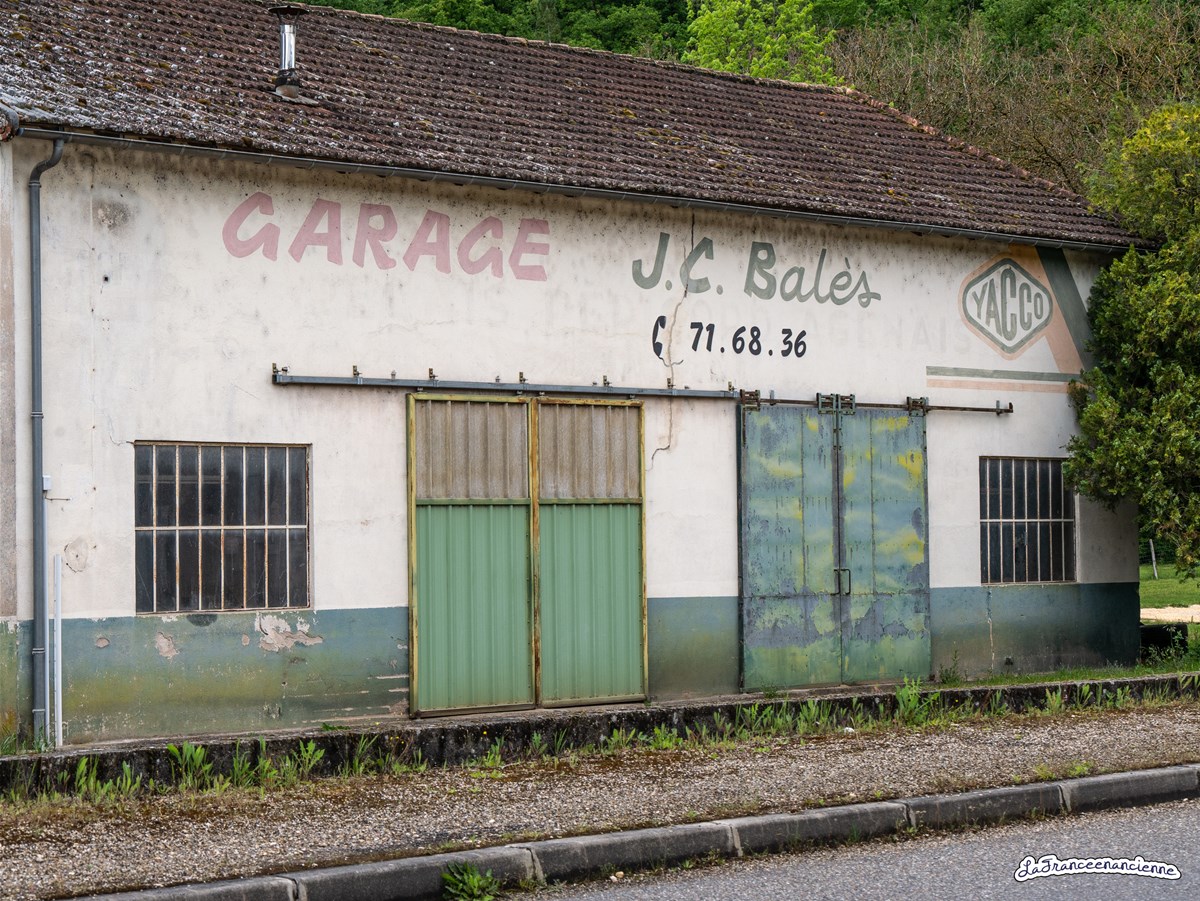 GARAGE J.C. Balès
71.68.36
YACCO
LaFranceenancienne